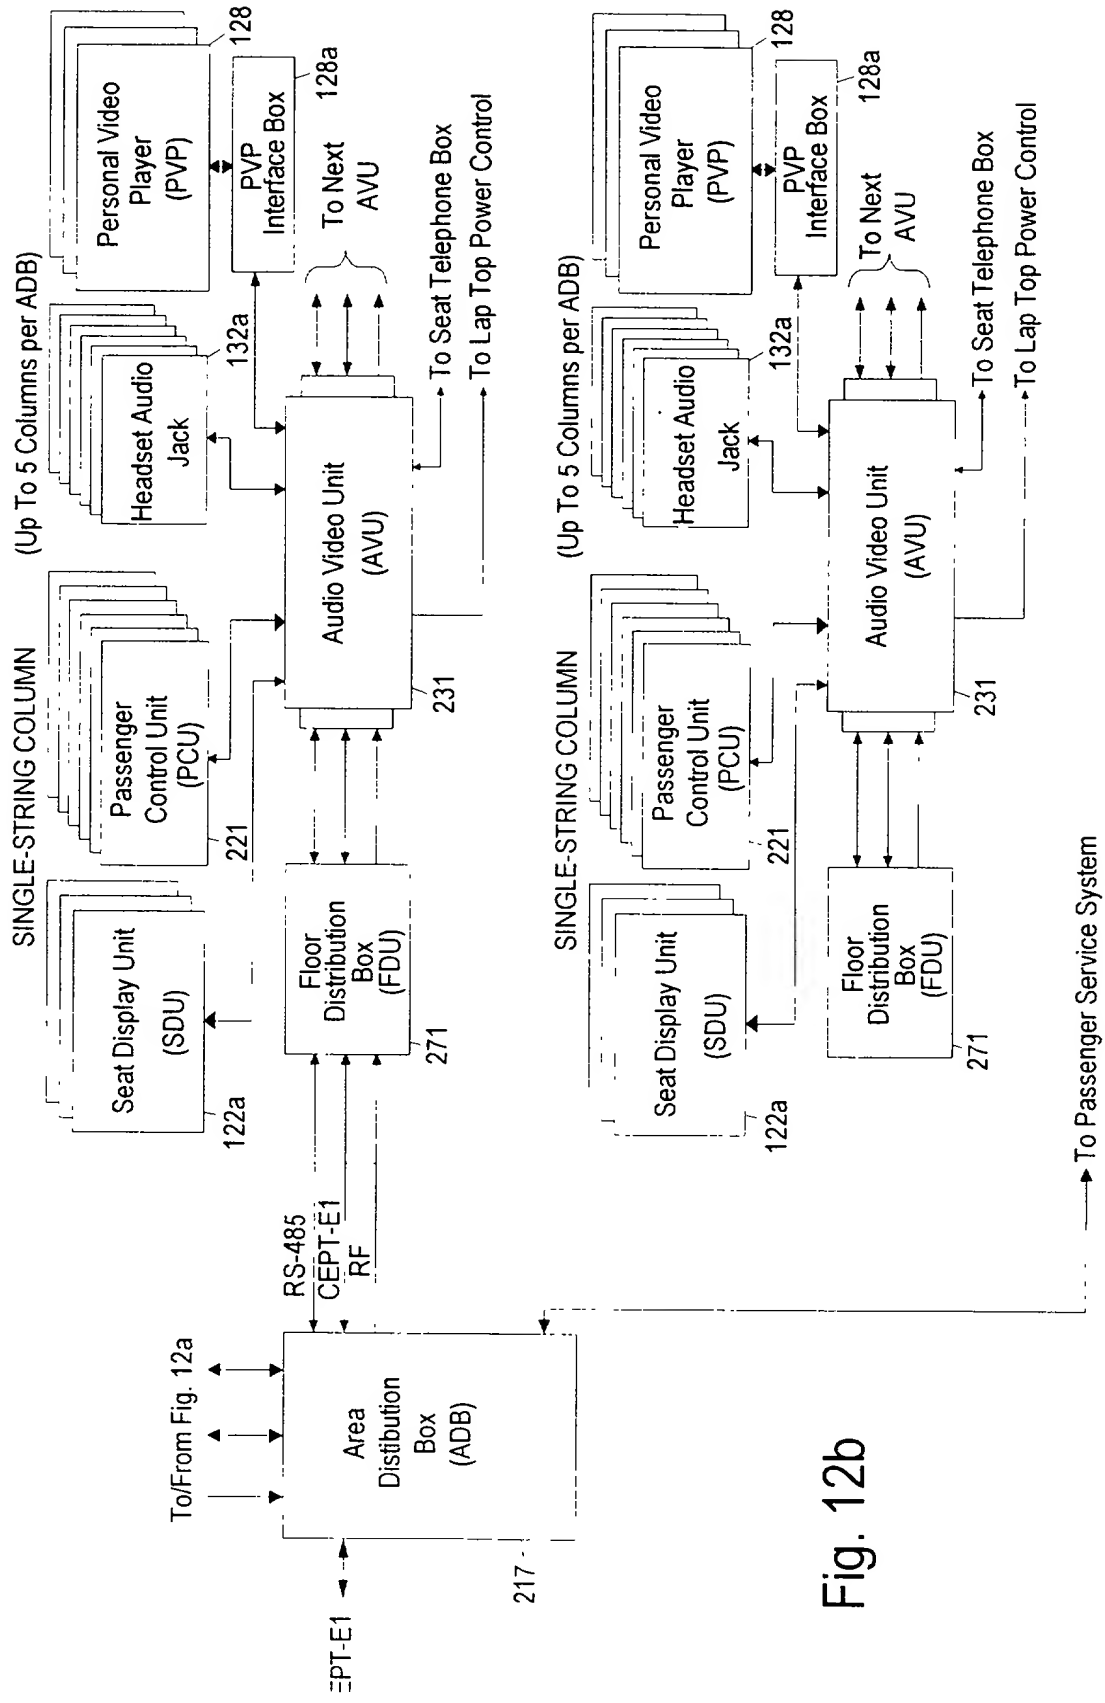 SINGLE-STRING COLUMN
(Up To 5 Columns per ADB)
Seat Display Unit
(SDU)
122a
Passenger
Control Unit
(PCU)
221
Headset Audio
Jack
132a
Personal Video
Player
(PVP)
128
PVP
Interface Box
128a
To/From Fig. 12a
EPT-E1
Area
Distibution
Box
(ADB)
217
RS-485
CEPT-E1
RF
Floor
Distribution
Box
(FDU)
271
Audio Video Unit
(AVU)
231
To Next
AVU
To Seat Telephone Box
To Lap Top Power Control
SINGLE-STRING COLUMN
(Up To 5 Columns per ADB)
Seat Display Unit
(SDU)
122a
Passenger
Control Unit
(PCU)
221
Headset Audio
Jack
132a
Personal Video
Player
(PVP)
128
PVP
Interface Box
128a
Floor
Distribution
Box
(FDU)
271
Audio Video Unit
(AVU)
231
To Next
AVU
To Seat Telephone Box
To Lap Top Power Control
To Passenger Service System
Fig. 12b